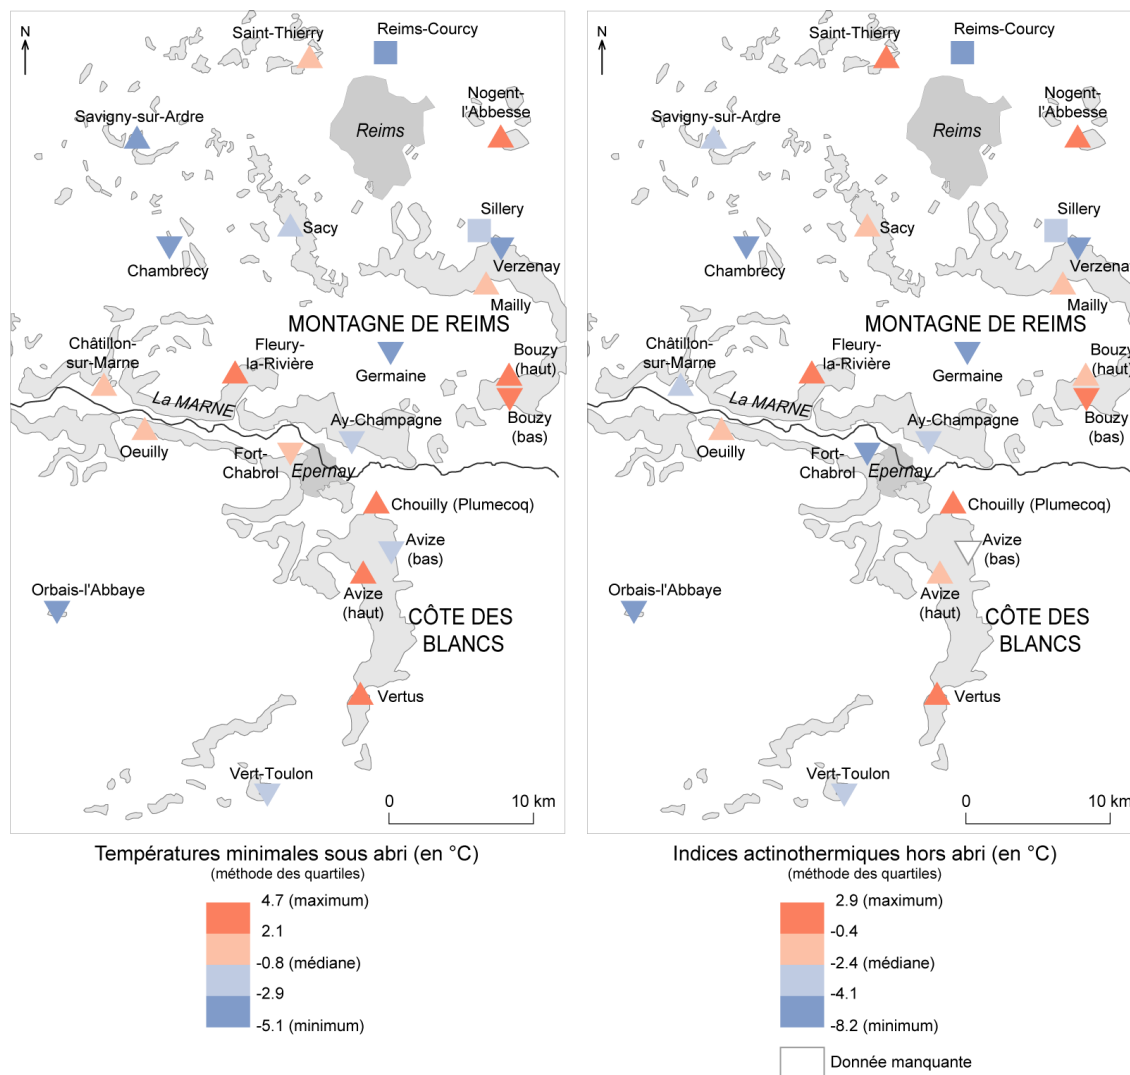 N
Saint-Thierry
Reims-Courcy
Nogent-
l'Abbesse
Savigny-sur-Ardre
Reims
Sillery
Sacy
Chambrecy
Verzenay
Mailly
MONTAGNE DE REIMS
Châtillon-
sur-Marne
Fleury-
la-Rivière
Germaine
Bouzy
(haut)
La MARNE
Bouzy
(bas)
Ay-Champagne
Oeuilly
Fort-
Chabrol
Epernay
Chouilly (Plumecoq)
Avize
(bas)
Orbais-l'Abbaye
Avize
(haut)
CÔTE DES
BLANCS
Vertus
Vert-Toulon
0 10 km
Températures minimales sous abri (en °C)
(méthode des quartiles)
4.7 (maximum)
2.1
-0.8 (médiane)
-2.9
-5.1 (minimum)
N
Saint-Thierry
Reims-Courcy
Nogent-
l'Abbesse
Savigny-sur-Ardre
Reims
Sillery
Sacy
Chambrecy
Verzenay
Mailly
MONTAGNE DE REIMS
Châtillon-
sur-Marne
Fleury-
la-Rivière
Germaine
Bouzy
(haut)
La MARNE
Bouzy
(bas)
Ay-Champagne
Oeuilly
Fort-
Chabrol
Epernay
Chouilly (Plumecoq)
Avize
(bas)
Orbais-l'Abbaye
Avize
(haut)
CÔTE DES
BLANCS
Vertus
Vert-Toulon
0 10 km
Indices actinothermiques hors abri (en °C)
(méthode des quartiles)
2.9 (maximum)
-0.4
-2.4 (médiane)
-4.1
-8.2 (minimum)
Donnée manquante